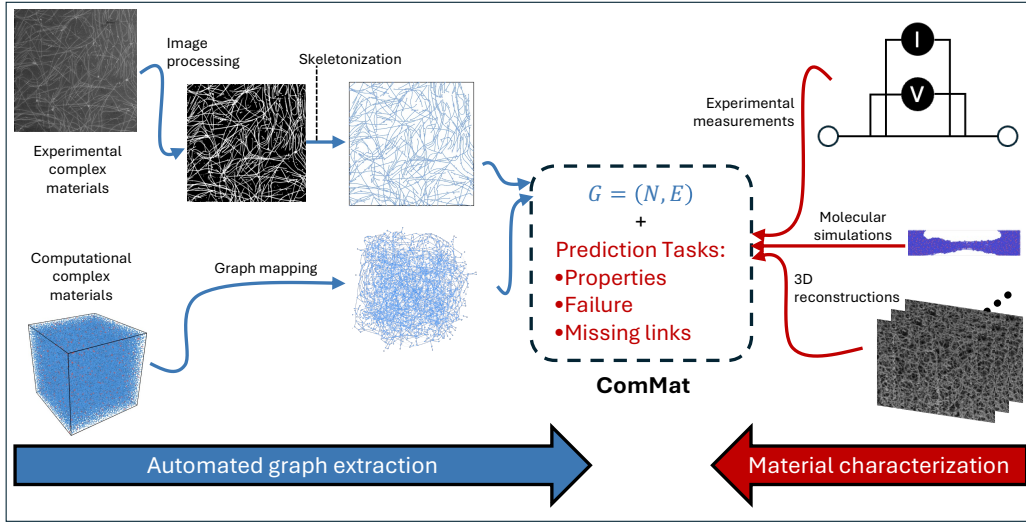 Image
processing
Skeletonization
Experimental
complex
materials
Computational
complex
materials
Graph mapping
G = (N, E)
+
Prediction Tasks:
•Properties
•Failure
•Missing links
ComMat
I
V
Experimental
measurements
Molecular
simulations
3D
reconstructions
Automated graph extraction
Material characterization